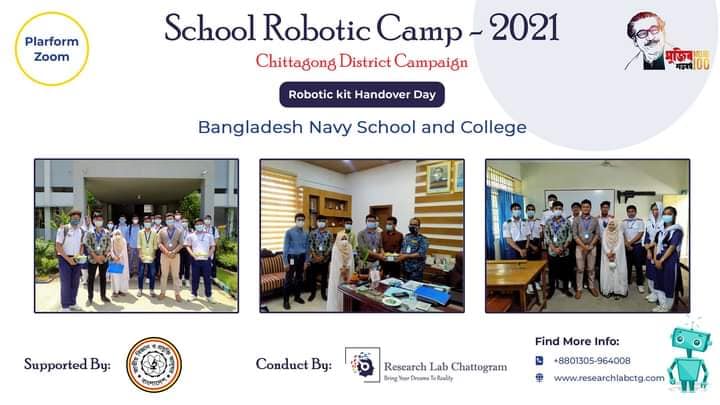 Plarform
Zoom
School Robotic Camp - 2021
Chittagong District Campaign
Robotic kit Handover Day
Bangladesh Navy School and College
মুজিব
শতবর্ষ
100
Supported By:
Conduct By:
Research Lab Chattogram
Bring Your Dreams To Reality
Find More Info:
+8801305-964008
www.researchlabctg.com